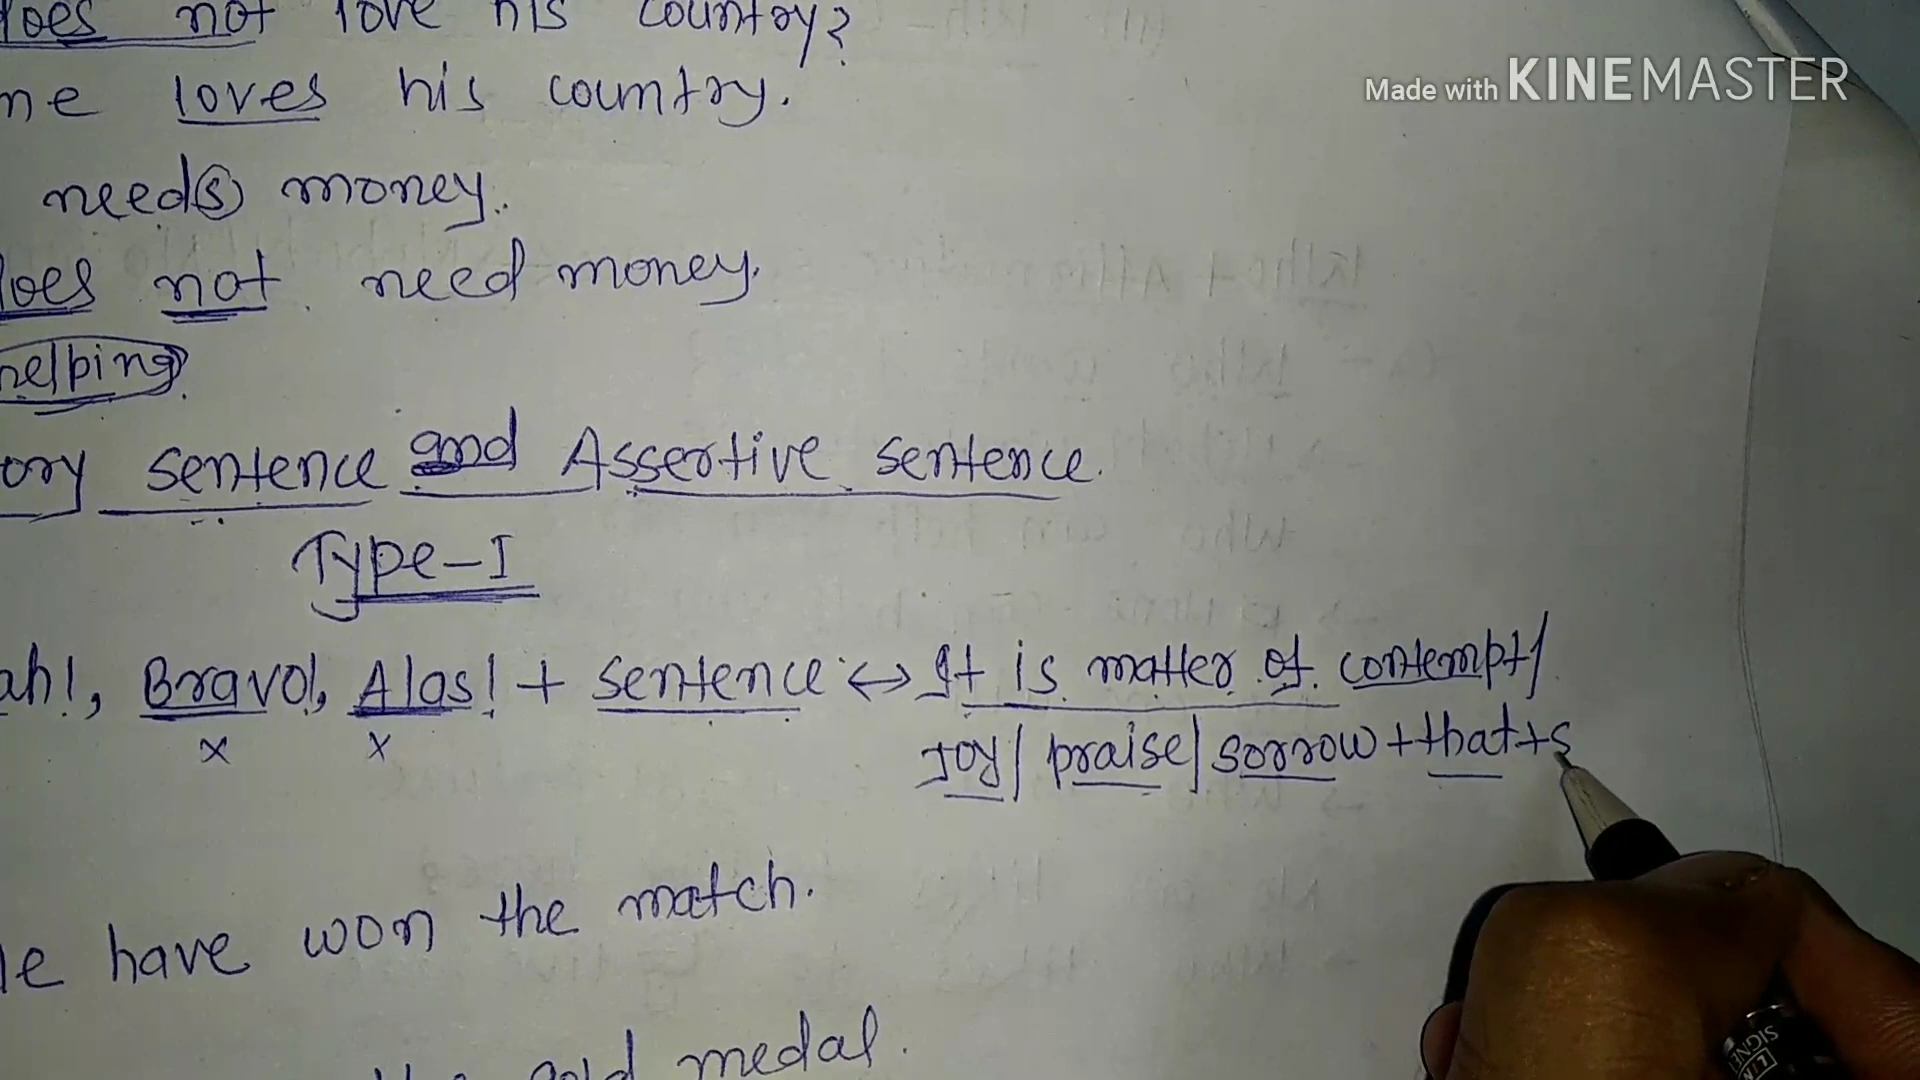 does not love his country?
Made with KINEMASTER
loves his country.
need(s) money.
does not need money.
helping
sentence and Assertive sentence.
Type-I
Bravo!, Alas! + sentence ↔ It is matter of contempt/
Joy/ praise/ sorrow + that + s
x x
have won the match.
gold medal.